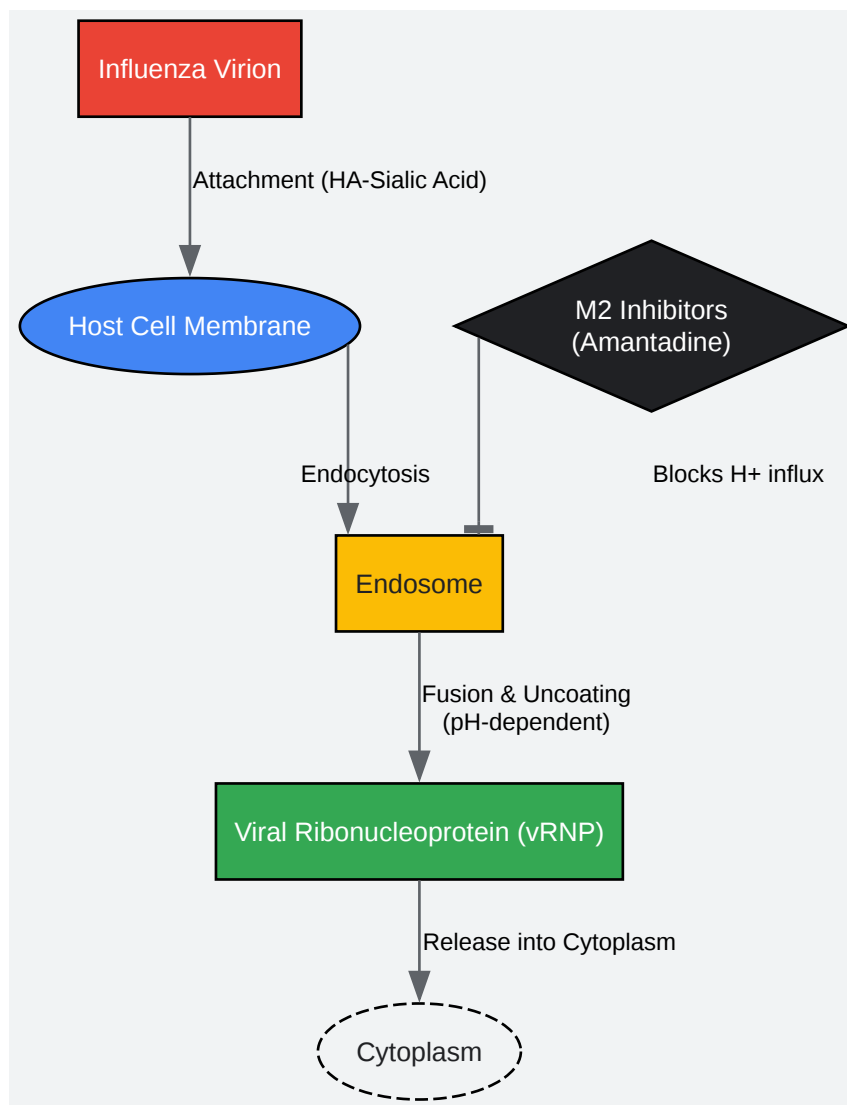 Influenza Virion
Attachment (HA-Sialic Acid)
Host Cell Membrane
M2 Inhibitors
(Amantadine)
Endocytosis
Blocks H+ influx
Endosome
Fusion & Uncoating
(pH-dependent)
Viral Ribonucleoprotein (vRNP)
Release into Cytoplasm
Cytoplasm